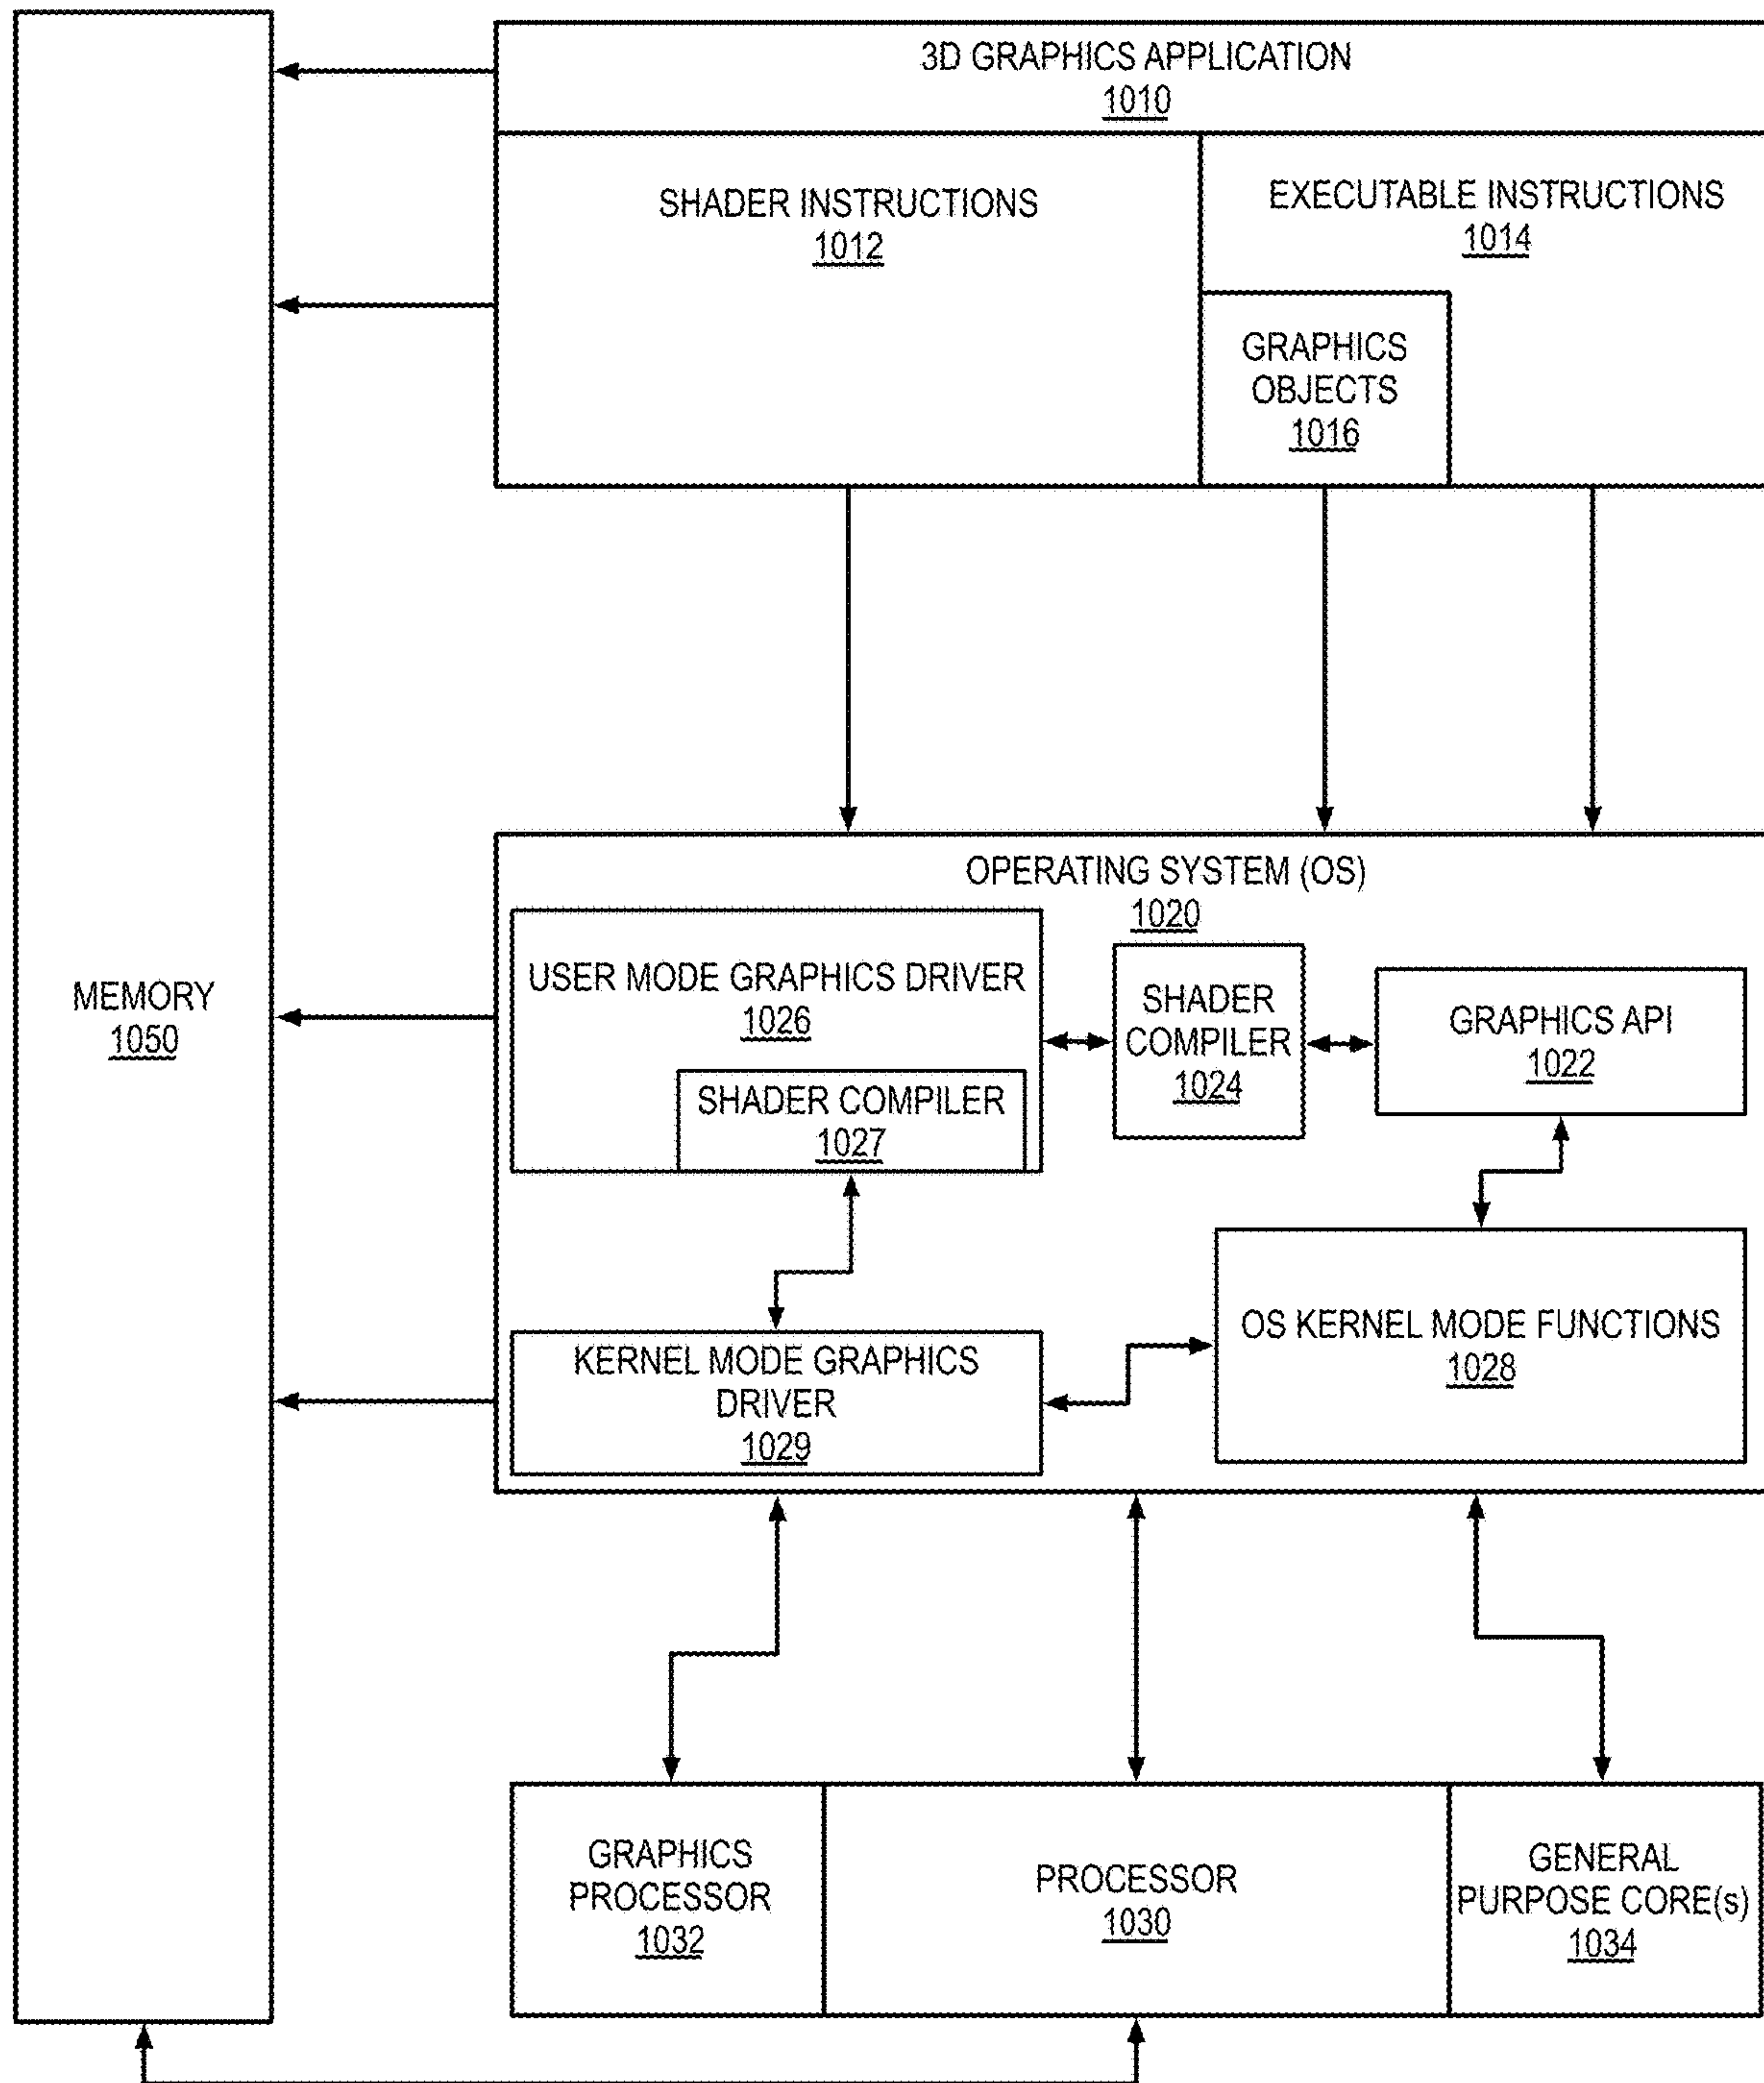 3D GRAPHICS APPLICATION
1010
SHADER INSTRUCTIONS
1012
EXECUTABLE INSTRUCTIONS
1014
GRAPHICS
OBJECTS
1016
MEMORY
1050
OPERATING SYSTEM (OS)
1020
USER MODE GRAPHICS DRIVER
1026
SHADER COMPILER
1027
SHADER
COMPILER
1024
GRAPHICS API
1022
KERNEL MODE GRAPHICS
DRIVER
1029
OS KERNEL MODE FUNCTIONS
1028
GRAPHICS
PROCESSOR
1032
PROCESSOR
1030
GENERAL
PURPOSE CORE(s)
1034